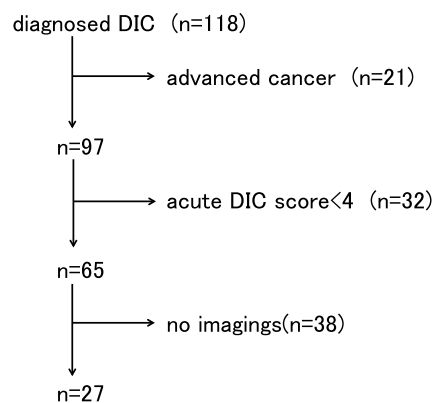 diagnosed DIC (n=118)
advanced cancer (n=21)
n=97
acute DIC score<4 (n=32)
n=65
no imagings(n=38)
n=27